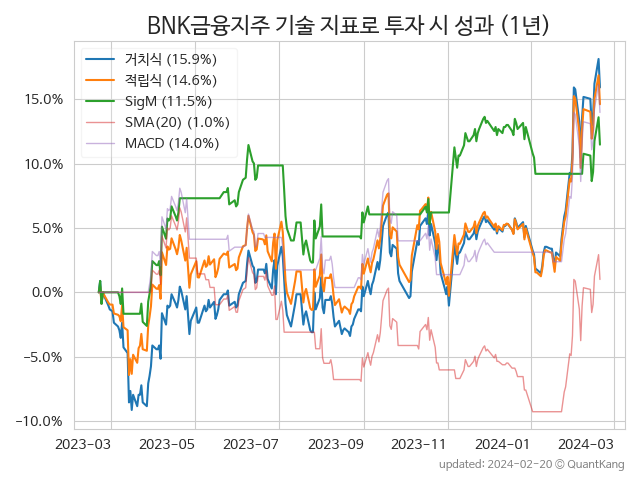 BNK금융지주 기술 지표로 투자 시 성과 (1년)
거치식 (15.9%)
적립식 (14.6%)
SigM (11.5%)
SMA(20) (1.0%)
MACD (14.0%)
15.0%
10.0%
5.0%
0.0%
−5.0%
−10.0%
2023-03 2023-05 2023-07 2023-09 2023-11 2024-01 2024-03
updated: 2024-02-20 © QuantKang